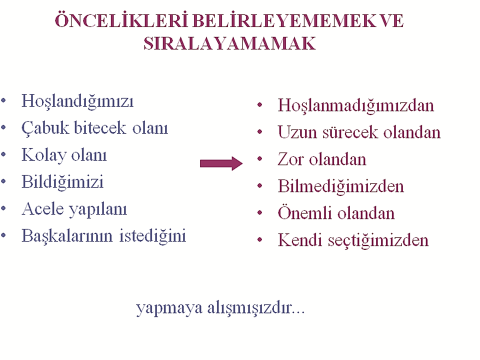 ÖNCELİKLERİ BELİRLEYEMEMEK VE
SIRALAYAMAMAK
• Hoşlandığımızı
• Çabuk bitecek olanı
• Kolay olanı
• Bildiğimizi
• Acele yapılanı
• Başkalarının istediğini
• Hoşlanmadığımızdan
• Uzun sürecek olandan
• Zor olandan
• Bilmediğimizden
• Önemli olandan
• Kendi seçtiğimizden
yapmaya alışmışızdır...